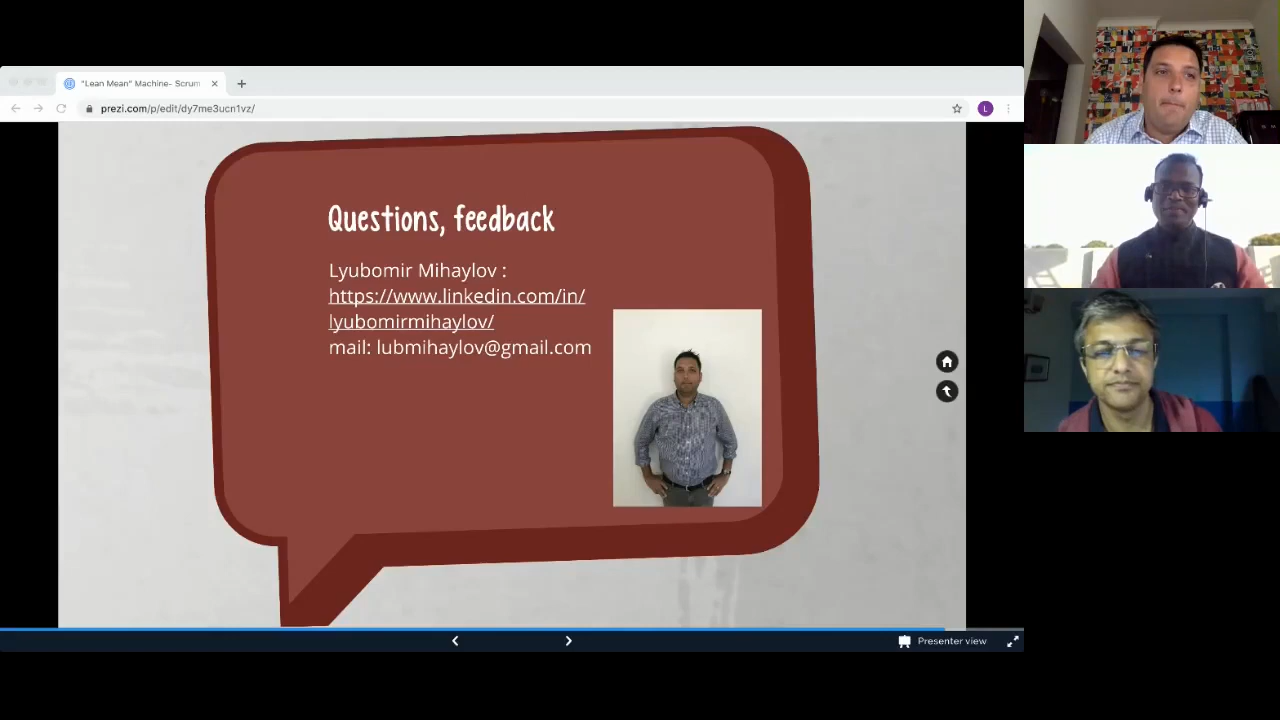 "Lean Mean" Machine- Scrum
prezi.com/p/edit/dy7me3ucn1vz/
L
Questions, feedback
Lyubomir Mihaylov :
https://www.linkedin.com/in/
lyubomirmihaylov/
mail: lubmihaylov@gmail.com
Presenter view